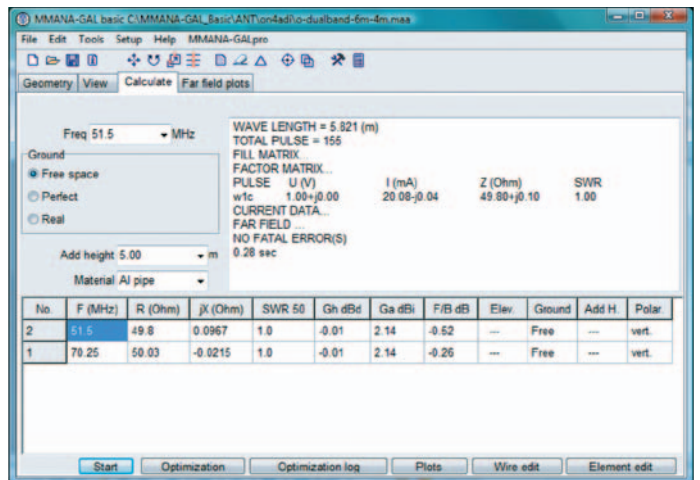 MMANA-GAL basic C:\MMANA-GAL_Basic\ANT\on4adi\o-dualband-6m-4m.maa
File Edit Tools Setup Help MMANA-GALpro
Geometry View Calculate Far field plots
Freq 51.5 MHz
Ground
Free space
Perfect
Real
Add height 5.00 m
Material Al pipe
WAVE LENGTH = 5.821 (m)
TOTAL PULSE = 155
FILL MATRIX...
FACTOR MATRIX...
PULSE U (V) I (mA) Z (Ohm) SWR
w1c 1.00+j0.00 20.08-j0.04 49.80+j0.10 1.00
CURRENT DATA...
FAR FIELD ...
NO FATAL ERROR(S)
0.28 sec
No. F (MHz) R (Ohm) jX (Ohm) SWR 50 Gh dBd Ga dBi F/B dB Elev. Ground Add H. Polar.
2 51.5 49.8 0.0967 1.0 -0.01 2.14 -0.52 --- Free --- vert.
1 70.25 50.03 -0.0215 1.0 -0.01 2.14 -0.26 --- Free --- vert.
Start Optimization Optimization log Plots Wire edit Element edit